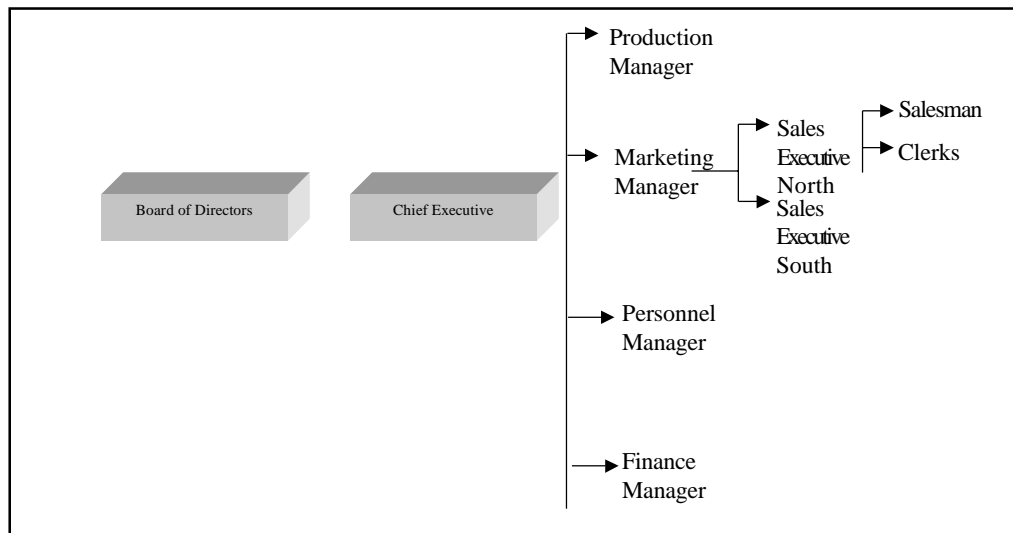 Board of Directors
Chief Executive
Production
Manager
Marketing
Manager
Sales
Executive
North
Sales
Executive
South
Salesman
Clerks
Personnel
Manager
Finance
Manager